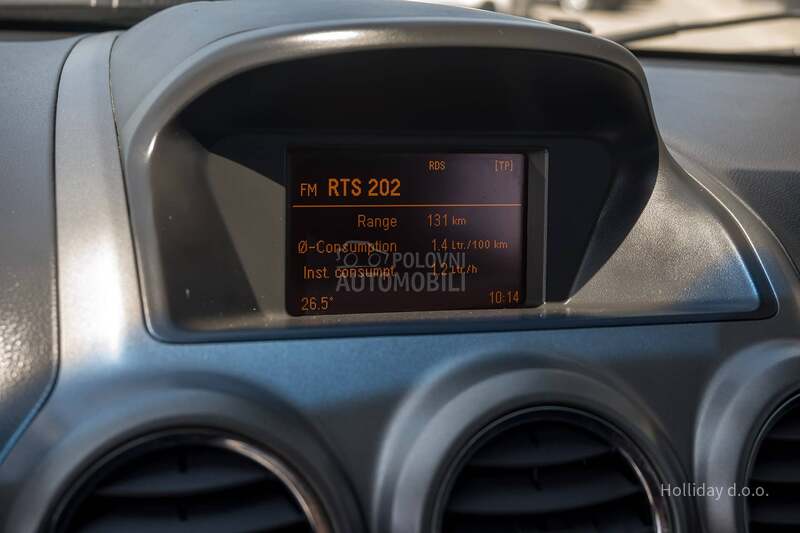 RDS [TP]
FM RTS 202
Range 131 km
Ø-Consumption 1.4 Ltr./100 km
Inst. consumpt. 1.2 Ltr./h
POLOVNI
AUTOMOBILI
26.5° 10:14
Holliday d.o.o.